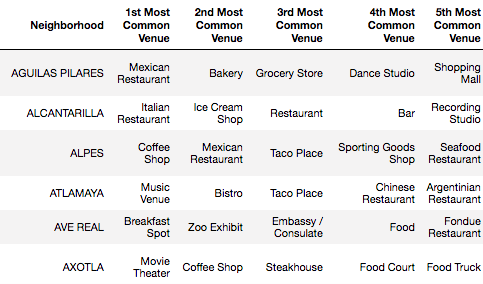 Neighborhood 1st Most Common Venue 2nd Most Common Venue 3rd Most Common Venue 4th Most Common Venue 5th Most Common Venue
AGUILAS PILARES Mexican Restaurant Bakery Grocery Store Dance Studio Shopping Mall
ALCANTARILLA Italian Restaurant Ice Cream Shop Restaurant Bar Recording Studio
ALPES Coffee Shop Mexican Restaurant Taco Place Sporting Goods Shop Seafood Restaurant
ATLAMAYA Music Venue Bistro Taco Place Chinese Restaurant Argentinian Restaurant
AVE REAL Breakfast Spot Zoo Exhibit Embassy / Consulate Food Fondue Restaurant
AXOTLA Movie Theater Coffee Shop Steakhouse Food Court Food Truck